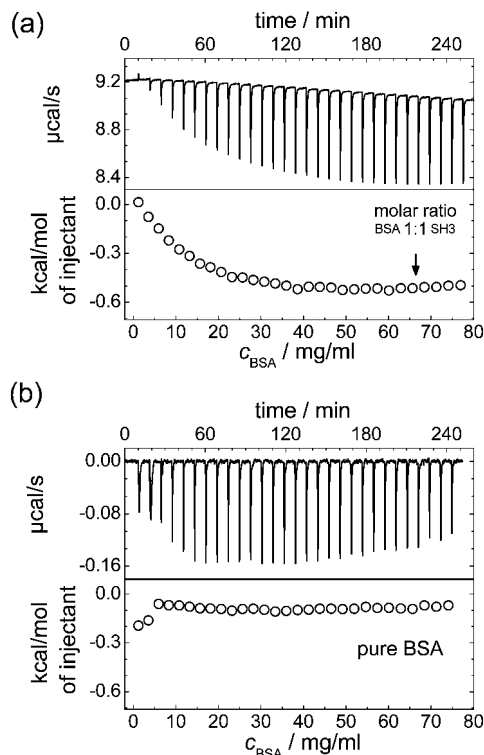 (a)
time / min
0 60 120 180 240
9.2
8.8
8.4
µcal/s
0.0
-0.3
-0.6
kcal/mol
of injectant
molar ratio
BSA 1:1 SH3
0 10 20 30 40 50 60 70 80
cBSA / mg/ml
(b)
time / min
0 60 120 180 240
0.00
-0.08
-0.16
µcal/s
0.0
-0.3
-0.6
kcal/mol
of injectant
pure BSA
0 10 20 30 40 50 60 70 80
cBSA / mg/ml